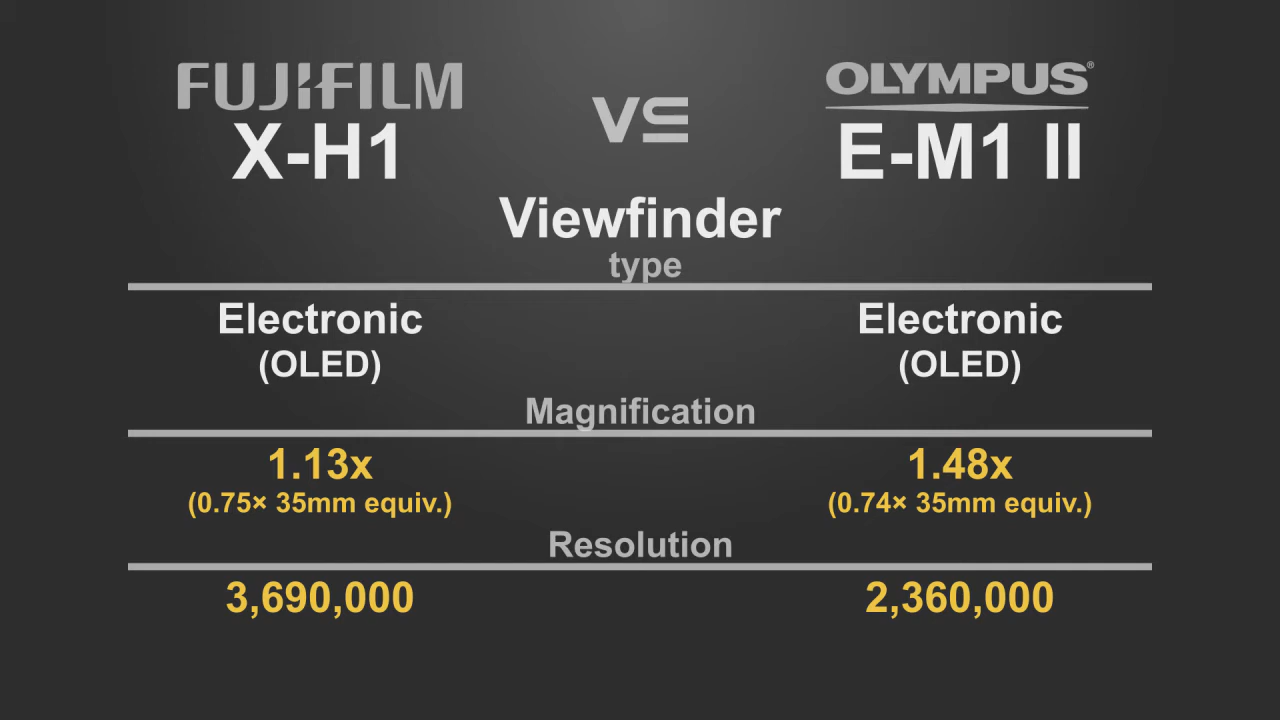 FUJIFILM VS OLYMPUS®
X-H1 E-M1 II
Viewfinder
type
Electronic Electronic
(OLED) (OLED)
Magnification
1.13x 1.48x
(0.75× 35mm equiv.) (0.74× 35mm equiv.)
Resolution
3,690,000 2,360,000